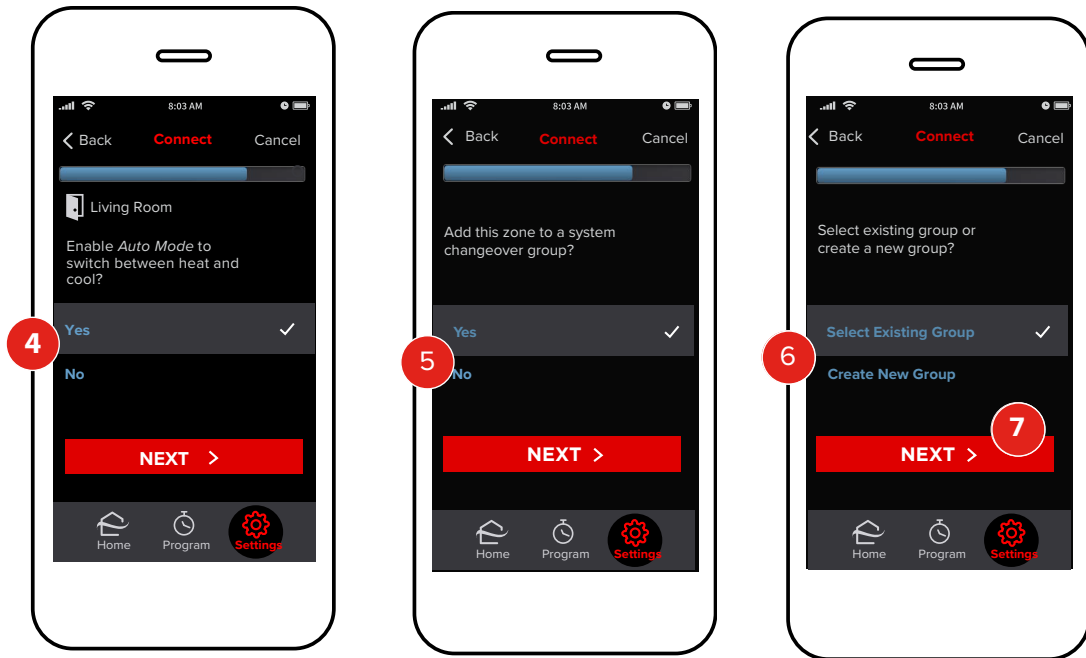 8:03 AM
Back Connect Cancel
Living Room
Enable Auto Mode to
switch between heat and
cool?
Yes
4
No
NEXT >
Home Program Settings
8:03 AM
Back Connect Cancel
Add this zone to a system
changeover group?
Yes
5
No
NEXT >
Home Program Settings
8:03 AM
Back Connect Cancel
Select existing group or
create a new group?
Select Existing Group
6
Create New Group
7
NEXT >
Home Program Settings